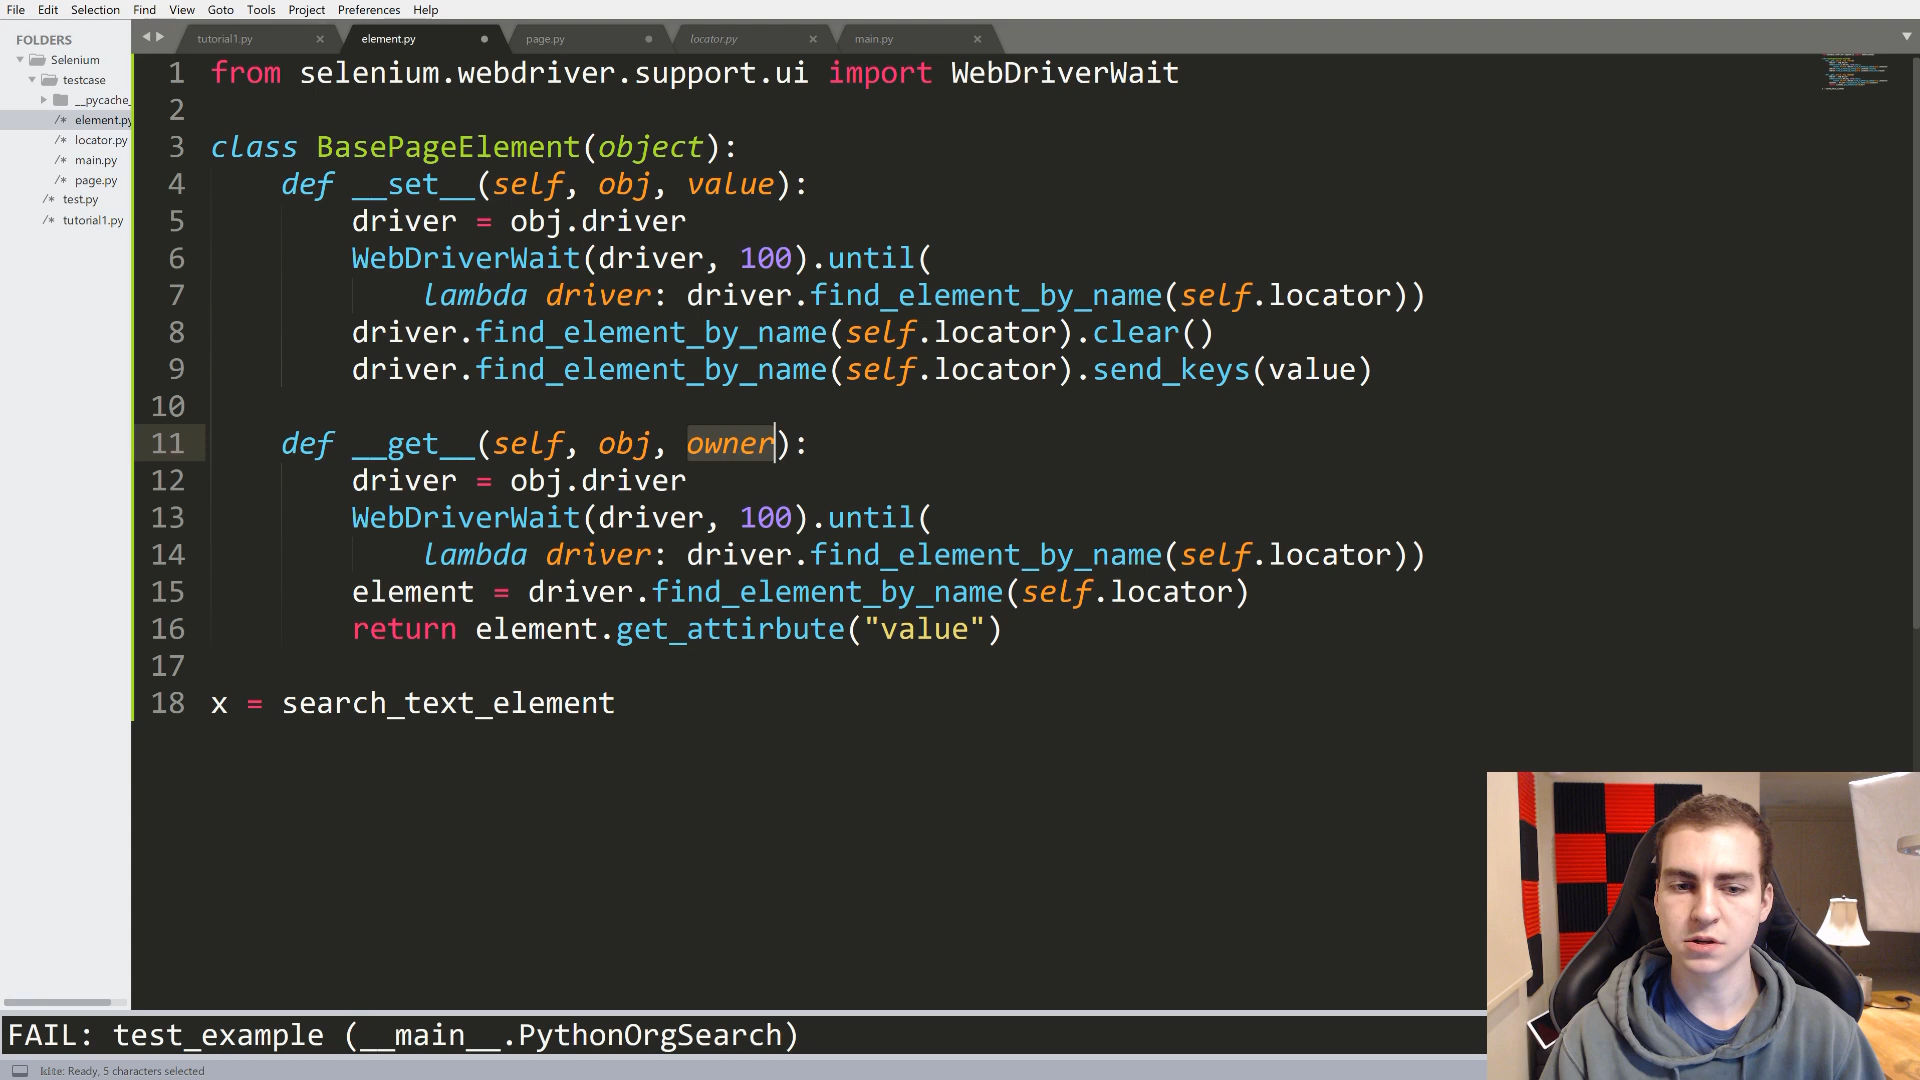 File Edit Selection Find View Goto Tools Project Preferences Help
FOLDERS
Selenium
testcase
__pycache_
/* element.py
/* locator.py
/* main.py
/* page.py
/* test.py
/* tutorial1.py
tutorial1.py × element.py page.py locator.py × main.py ×
1 from selenium.webdriver.support.ui import WebDriverWait
2
3 class BasePageElement(object):
4 def __set__(self, obj, value):
5 driver = obj.driver
6 WebDriverWait(driver, 100).until(
7 lambda driver: driver.find_element_by_name(self.locator))
8 driver.find_element_by_name(self.locator).clear()
9 driver.find_element_by_name(self.locator).send_keys(value)
10
11 def __get__(self, obj, owner):
12 driver = obj.driver
13 WebDriverWait(driver, 100).until(
14 lambda driver: driver.find_element_by_name(self.locator))
15 element = driver.find_element_by_name(self.locator)
16 return element.get_attirbute("value")
17
18 x = search_text_element
FAIL: test_example (__main__.PythonOrgSearch)
kite: Ready, 5 characters selected